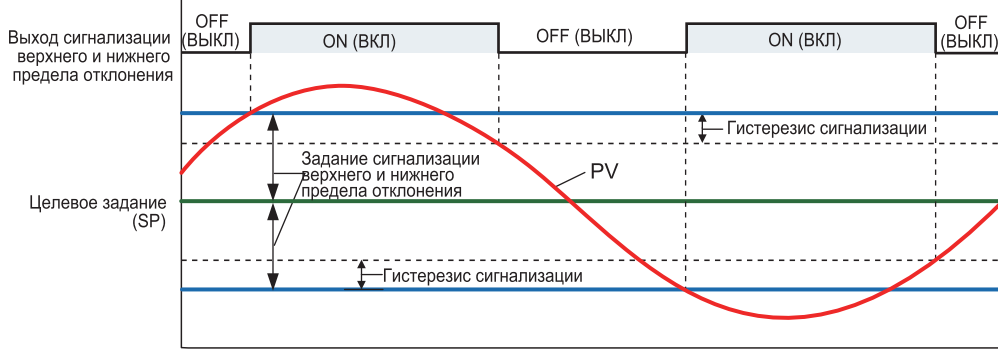 OFF
(ВЫКЛ)
ON (ВКЛ)
OFF (ВЫКЛ)
ON (ВКЛ)
OFF
(ВЫКЛ)
Выход сигнализации
верхнего и нижнего
предела отклонения
Гистерезис сигнализации
Задание сигнализации
верхнего и нижнего
предела отклонения
PV
Целевое задание
(SP)
Гистерезис сигнализации